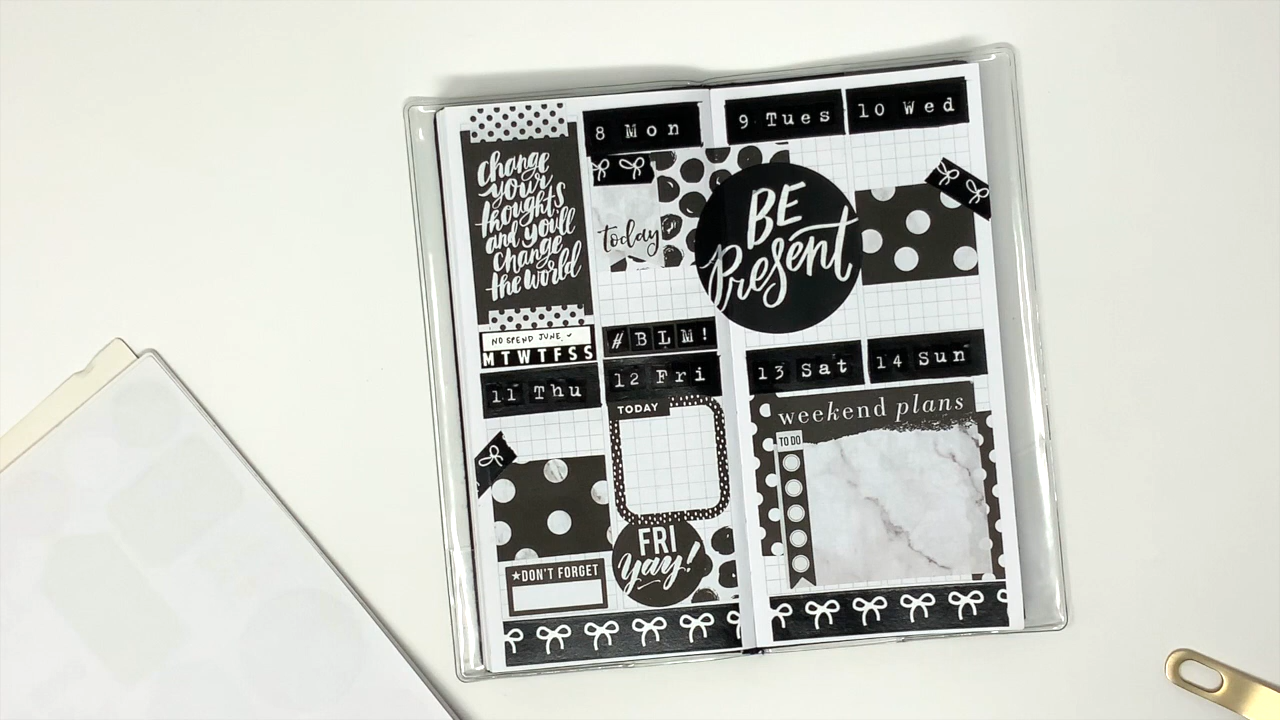 change
your
thoughts
and you'll
change
the world
8 Mon
9 Tues
10 Wed
today
BE
Present
NO SPEND JUNE
M T W T F S S
#BLM!
11 Thu
12 Fri
13 Sat
14 Sun
TODAY
weekend plans
TO DO
FRI
yay!
★DON'T FORGET